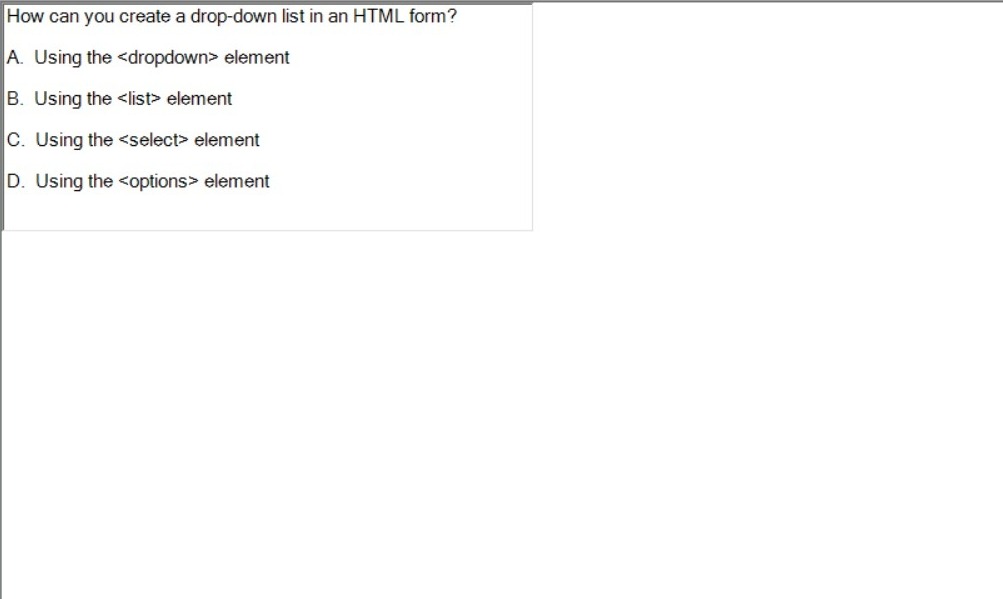 How can you create a drop-down list in an HTML form?
A. Using the <dropdown> element
B. Using the <list> element
C. Using the <select> element
D. Using the <options> element